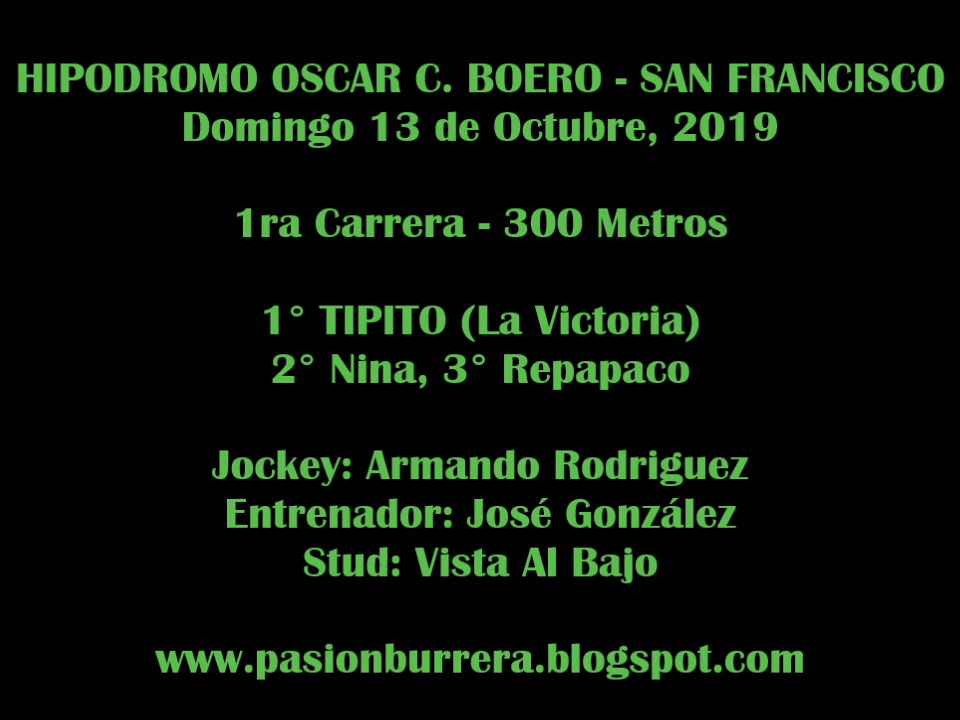 HIPODROMO OSCAR C. BOERO - SAN FRANCISCO
Domingo 13 de Octubre, 2019
1ra Carrera - 300 Metros
1° TIPITO (La Victoria)
2° Nina, 3° Repapaco
Jockey: Armando Rodriguez
Entrenador: José González
Stud: Vista Al Bajo
www.pasionburrera.blogspot.com